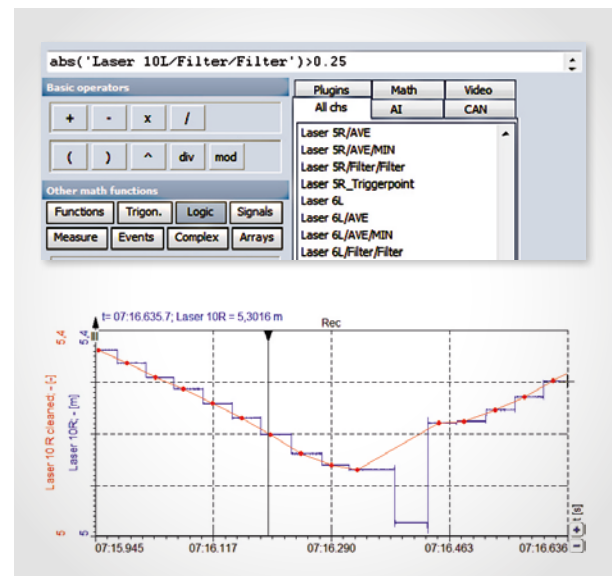 abs('Laser 10L/Filter/Filter')>0.25
Basic operators
+ - x /
( ) ^ div mod
Other math functions
Functions Trigon. Logic Signals
Measure Events Complex Arrays
Plugins Math Video
All chs AI CAN
Laser 5R/AVE
Laser 5R/AVE/MIN
Laser 5R/Filter/Filter
Laser 5R_Triggerpoint
Laser 6L
Laser 6L/AVE
Laser 6L/AVE/MIN
Laser 6L/Filter/Filter
t= 07:16.635.7; Laser 10R = 5,3016 m
Rec
5,4
5,4
Laser 10 R cleaned; - [-]
Laser 10R; - [m]
5
5
t [s]
07:15.945 07:16.117 07:16.290 07:16.463 07:16.636